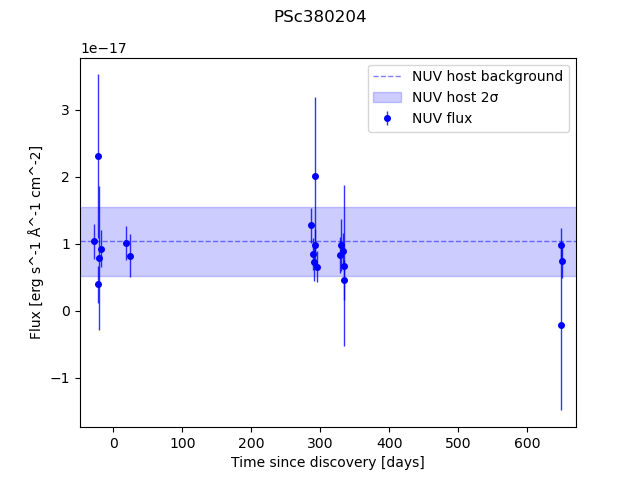 PSc380204
1e−17
NUV host background
NUV host 2σ
NUV flux
3
2
1
0
−1
Flux [erg s^-1 Å^-1 cm^-2]
0 100 200 300 400 500 600
Time since discovery [days]